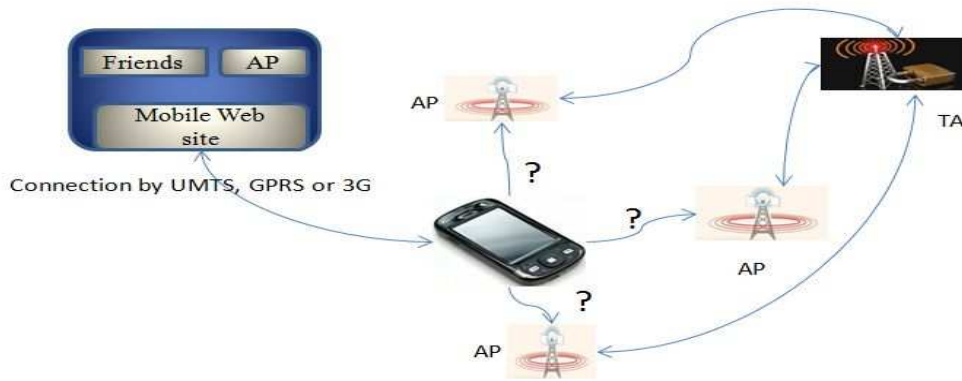 Friends
AP
Mobile Web
site
Connection by UMTS, GPRS or 3G
AP
?
?
?
AP
AP
TA